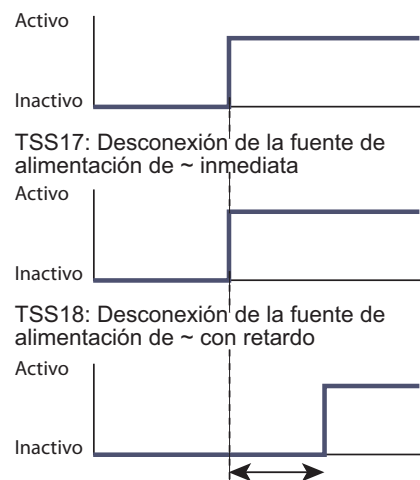 Activo
Inactivo
TSS17: Desconexión de la fuente de
alimentación de ~ inmediata
Activo
Inactivo
TSS18: Desconexión de la fuente de
alimentación de ~ con retardo
Activo
Inactivo